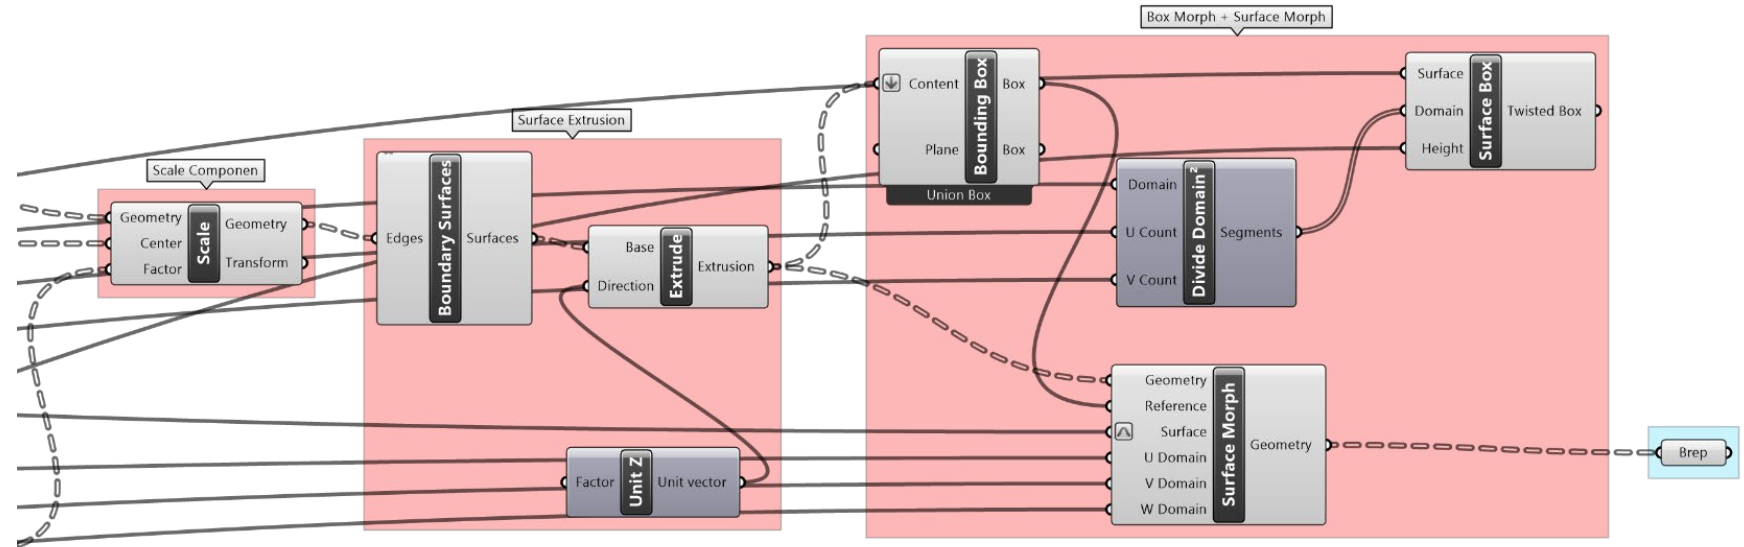 Box Morph + Surface Morph
Surface Extrusion
Scale Componen
Geometry
Center
Factor
Scale
Geometry
Transform
Edges
Boundary Surfaces
Surfaces
Base
Direction
Extrude
Extrusion
Factor
Unit Z
Unit vector
Content
Plane
Bounding Box
Box
Box
Union Box
Domain
U Count
V Count
Divide Domain²
Segments
Surface
Domain
Height
Surface Box
Twisted Box
Geometry
Reference
Surface
U Domain
V Domain
W Domain
Surface Morph
Geometry
Brep